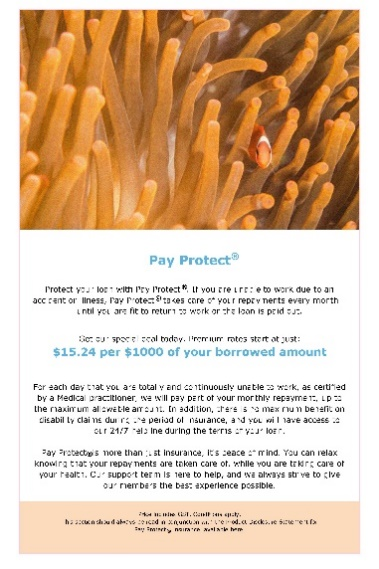 Pay Protect®
Protect your loan with Pay Protect®. If you are unable to work due to an
accident or illness, Pay Protect® takes care of your repayments every month
until you are fit to return to work or the loan is paid out.
Get our special deal today. Premium rates start at just:
$15.24 per $1000 of your borrowed amount
For each day that you are totally and continuously unable to work, as certified
by a Medical practitioner, we will pay part of your monthly repayment, up to
the maximum allowable amount. In addition, there is no maximum benefit on
disability claims during the period of insurance, and you will have access to
our 24/7 helpline during the terms of your loan.
Pay Protect® is more than just insurance, it's peace of mind. You can relax
knowing that your repayments are taken care of, while you are taking care of
your health. Our support team is here to help, and we always strive to give
our members the best experience possible.
Price includes GST. Conditions apply.
This section should always be read in conjunction with the Product Disclosure Statement for
Pay Protect® Insurance, available here